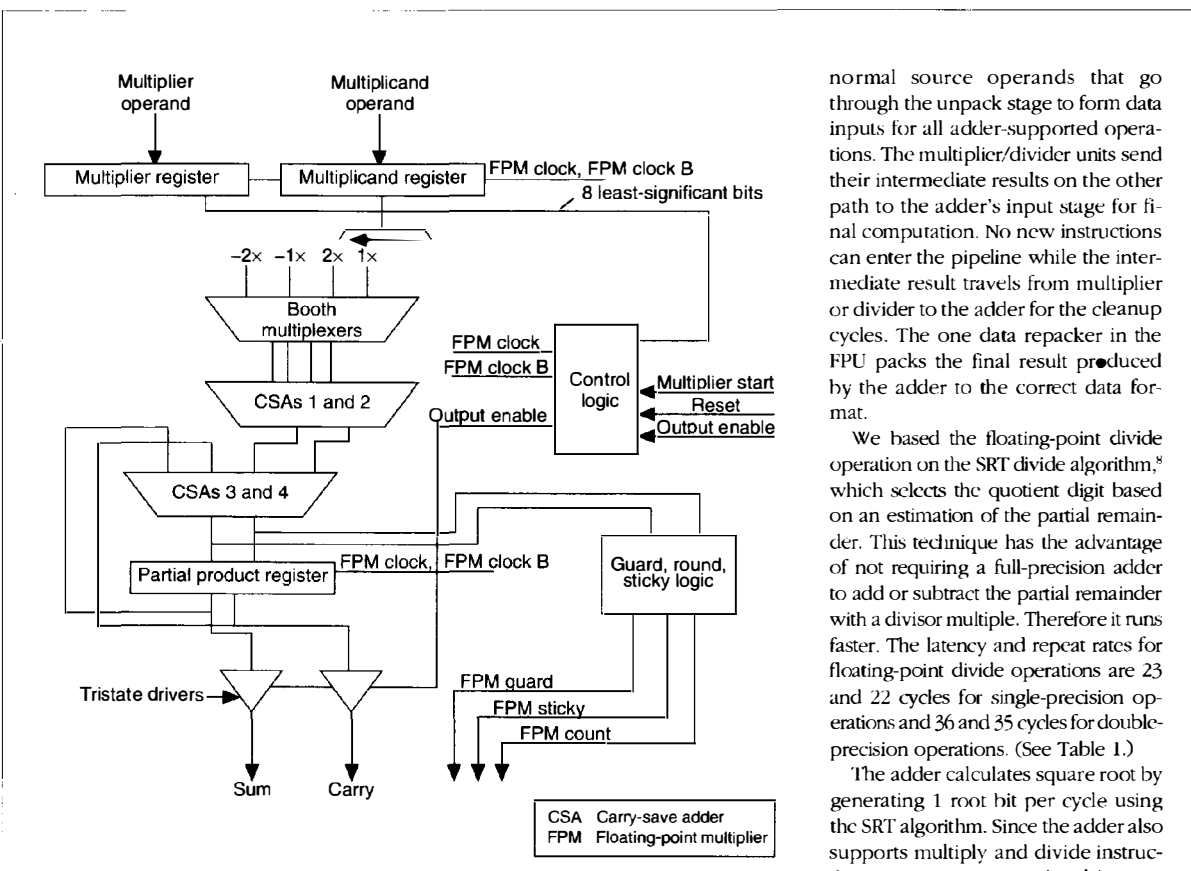 Multiplier
operand
Multiplicand
operand
Multiplier register
Multiplicand register
FPM clock, FPM clock B
8 least-significant bits
−2× −1× 2× 1×
Booth
multiplexers
FPM clock
FPM clock B
Control
logic
Multiplier start
Reset
Output enable
CSAs 1 and 2
Output enable
CSAs 3 and 4
Partial product register
FPM clock, FPM clock B
Guard, round,
sticky logic
Tristate drivers
FPM guard
FPM sticky
FPM count
Sum
Carry
CSA Carry-save adder
FPM Floating-point multiplier
normal source operands that go
through the unpack stage to form data
inputs for all adder-supported opera-
tions. The multiplier/divider units send
their intermediate results on the other
path to the adder's input stage for fi-
nal computation. No new instructions
can enter the pipeline while the inter-
mediate result travels from multiplier
or divider to the adder for the cleanup
cycles. The one data repacker in the
FPU packs the final result produced
by the adder to the correct data for-
mat.
We based the floating-point divide
operation on the SRT divide algorithm,⁸
which selects the quotient digit based
on an estimation of the partial remain-
der. This technique has the advantage
of not requiring a full-precision adder
to add or subtract the partial remainder
with a divisor multiple. Therefore it runs
faster. The latency and repeat rates for
floating-point divide operations are 23
and 22 cycles for single-precision op-
erations and 36 and 35 cycles for double-
precision operations. (See Table 1.)
The adder calculates square root by
generating 1 root bit per cycle using
the SRT algorithm. Since the adder also
supports multiply and divide instruc-